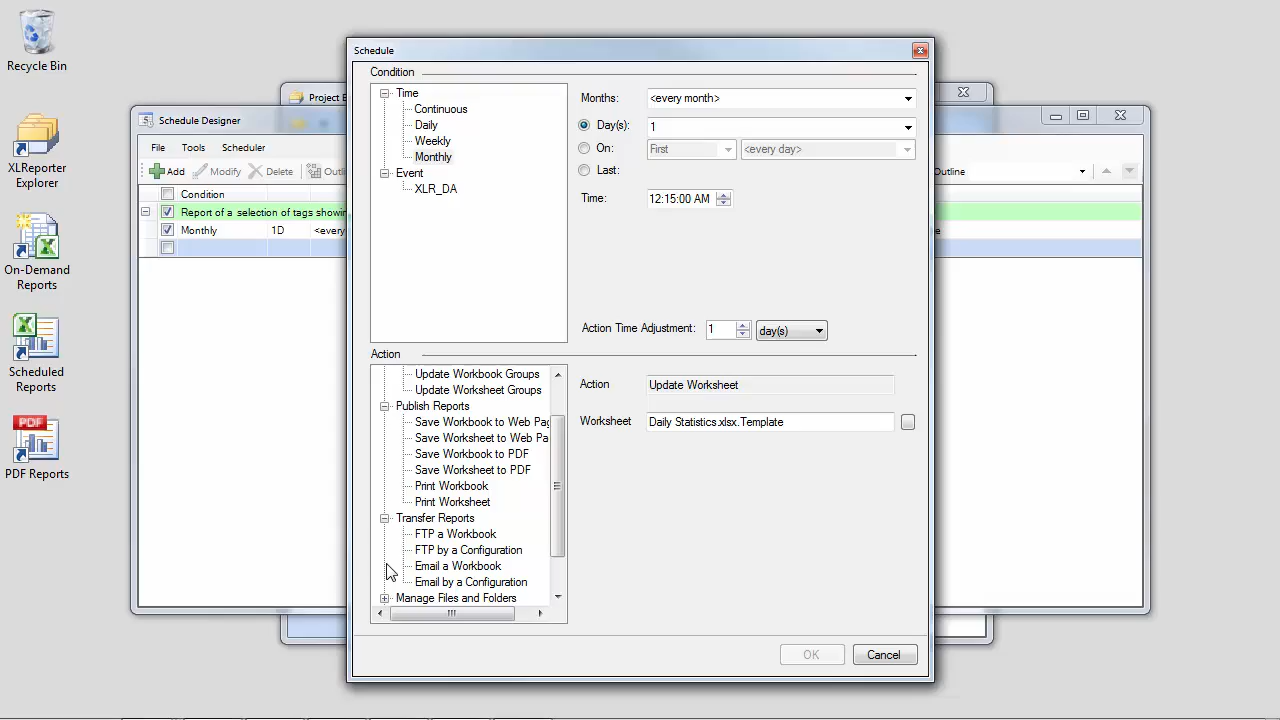 Recycle Bin
XLReporter
Explorer
On-Demand
Reports
Scheduled
Reports
PDF
PDF Reports
Project E
Schedule Designer
File Tools Scheduler
Add Modify Delete Outli
Condition
Report of a selection of tags showin
Monthly 1D <every
Outline
e
Schedule
Condition
Time
Continuous
Daily
Weekly
Monthly
Event
XLR_DA
Months: <every month>
Day(s): 1
On: First <every day>
Last:
Time: 12:15:00 AM
Action Time Adjustment: 1 day(s)
Action
Update Workbook Groups
Update Worksheet Groups
Publish Reports
Save Workbook to Web Pag
Save Worksheet to Web Pa
Save Workbook to PDF
Save Worksheet to PDF
Print Workbook
Print Worksheet
Transfer Reports
FTP a Workbook
FTP by a Configuration
Email a Workbook
Email by a Configuration
Manage Files and Folders
Action Update Worksheet
Worksheet Daily Statistics.xlsx.Template
OK Cancel